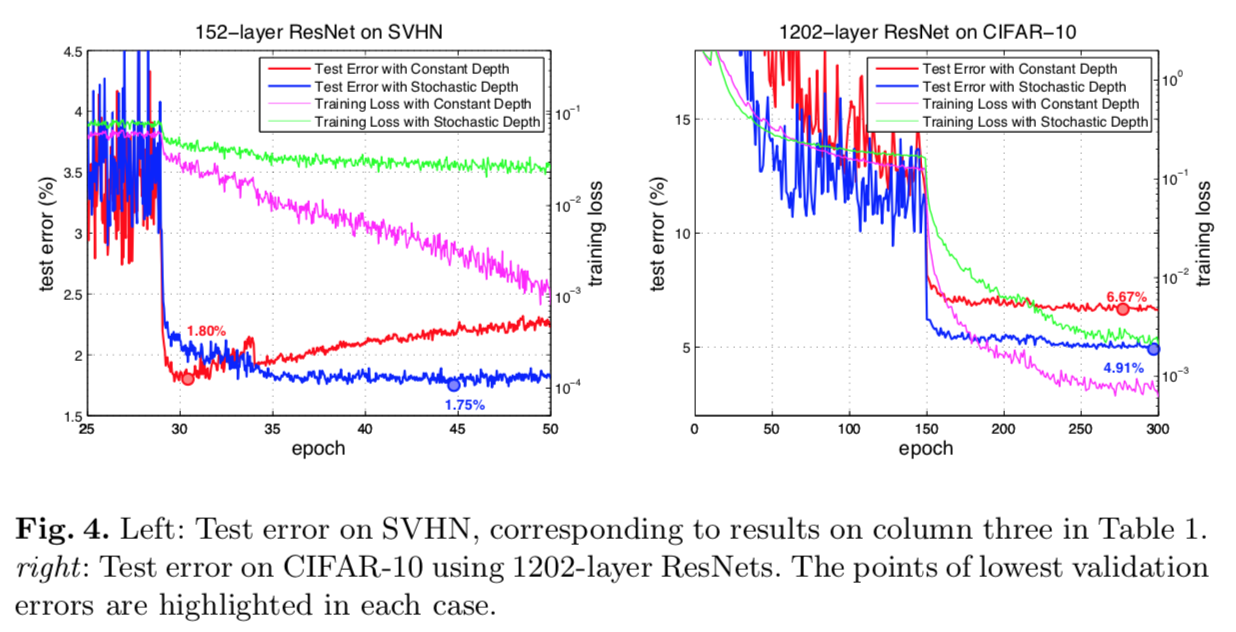 152-layer ResNet on SVHN
4.5
4
3.5
3
2.5
2
1.5
test error (%)
Test Error with Constant Depth
Test Error with Stochastic Depth
Training Loss with Constant Depth
Training Loss with Stochastic Depth
10⁻¹
10⁻²
10⁻³
10⁻⁴
training loss
1.80%
1.75%
25 30 35 40 45 50
epoch
1202-layer ResNet on CIFAR-10
15
10
5
test error (%)
Test Error with Constant Depth
Test Error with Stochastic Depth
Training Loss with Constant Depth
Training Loss with Stochastic Depth
10⁰
10⁻¹
10⁻²
10⁻³
training loss
6.67%
4.91%
0 50 100 150 200 250 300
epoch
Fig. 4. Left: Test error on SVHN, corresponding to results on column three in Table 1.
right: Test error on CIFAR-10 using 1202-layer ResNets. The points of lowest validation
errors are highlighted in each case.